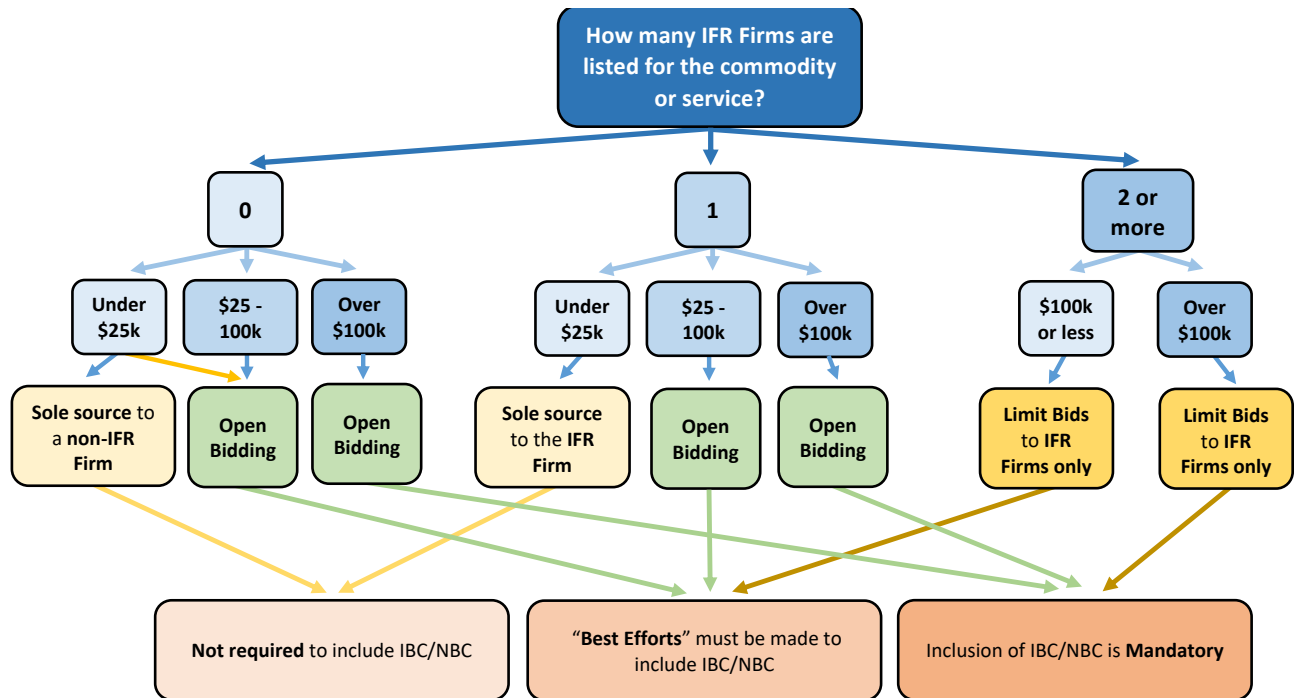 How many IFR Firms are
listed for the commodity
or service?
0
1
2 or
more
Under
$25k
$25 -
100k
Over
$100k
Under
$25k
$25 -
100k
Over
$100k
$100k
or less
Over
$100k
Sole source to
a non-IFR
Firm
Open
Bidding
Open
Bidding
Sole source
to the IFR
Firm
Open
Bidding
Open
Bidding
Limit Bids
to IFR
Firms only
Limit Bids
to IFR
Firms only
Not required to include IBC/NBC
“Best Efforts” must be made to
include IBC/NBC
Inclusion of IBC/NBC is Mandatory